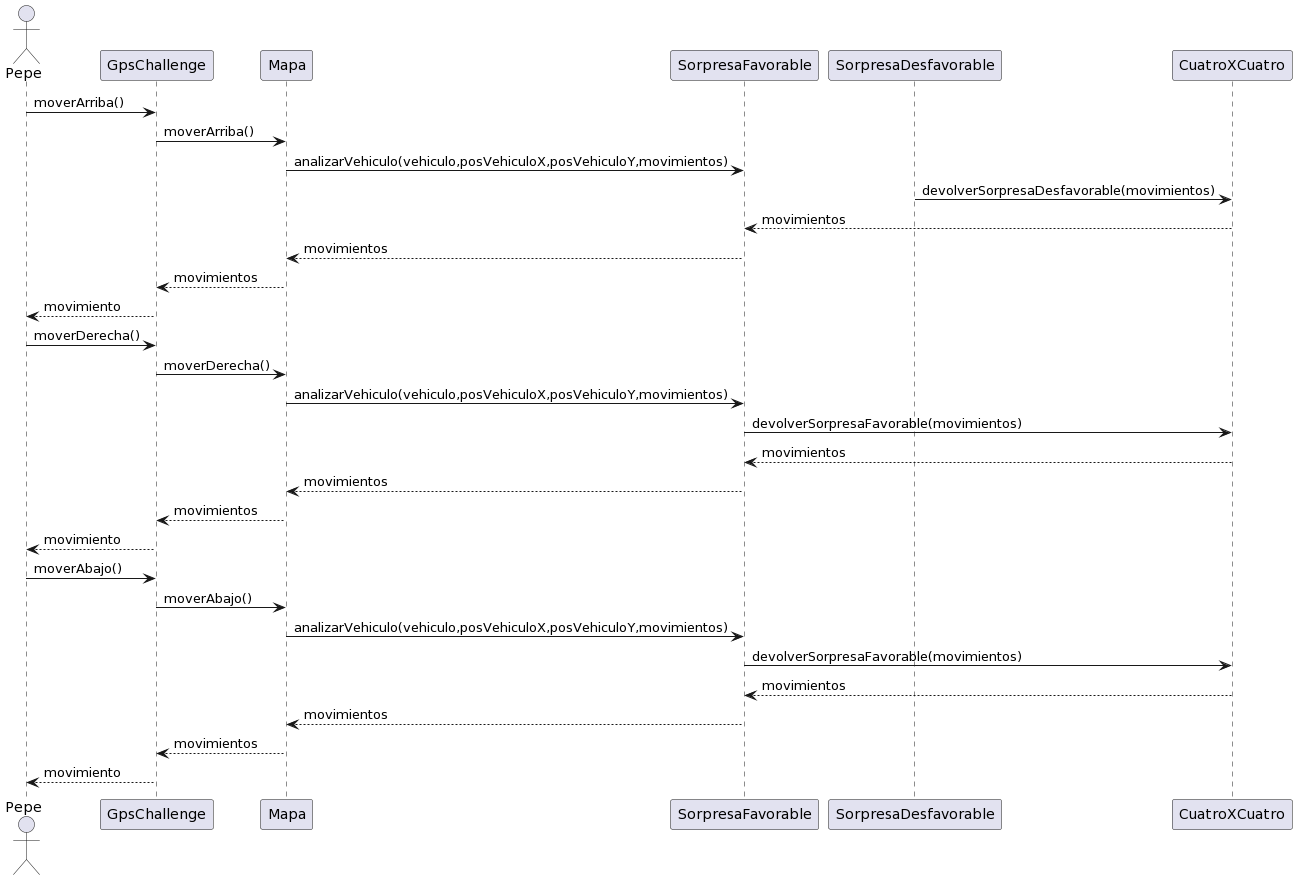 Pepe
GpsChallenge
Mapa
SorpresaFavorable
SorpresaDesfavorable
CuatroXCuatro
moverArriba()
moverArriba()
analizarVehiculo(vehiculo,posVehiculoX,posVehiculoY,movimientos)
devolverSorpresaDesfavorable(movimientos)
movimientos
movimientos
movimientos
movimiento
moverDerecha()
moverDerecha()
analizarVehiculo(vehiculo,posVehiculoX,posVehiculoY,movimientos)
devolverSorpresaFavorable(movimientos)
movimientos
movimientos
movimientos
movimiento
moverAbajo()
moverAbajo()
analizarVehiculo(vehiculo,posVehiculoX,posVehiculoY,movimientos)
devolverSorpresaFavorable(movimientos)
movimientos
movimientos
movimientos
movimiento
Pepe
GpsChallenge
Mapa
SorpresaFavorable
SorpresaDesfavorable
CuatroXCuatro